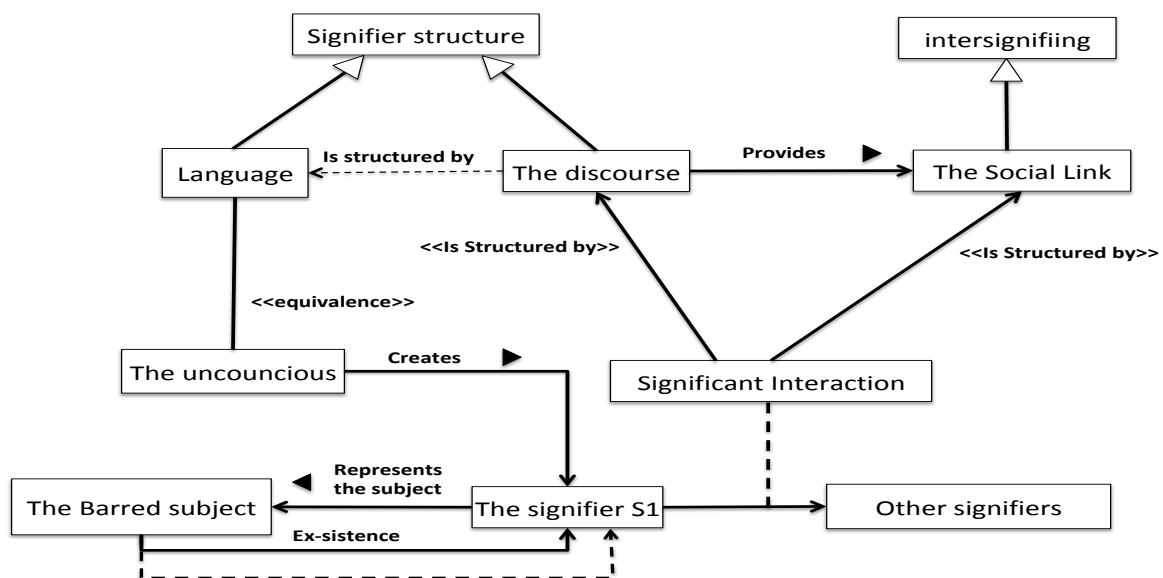 Signifier structure
intersignifiing
Is structured by
Provides
Language
The discourse
The Social Link
<<Is Structured by>>
<<Is Structured by>>
<<equivalence>>
Creates
The uncouncious
Significant Interaction
Represents
the subject
The Barred subject
The signifier S1
Other signifiers
Ex-sistence